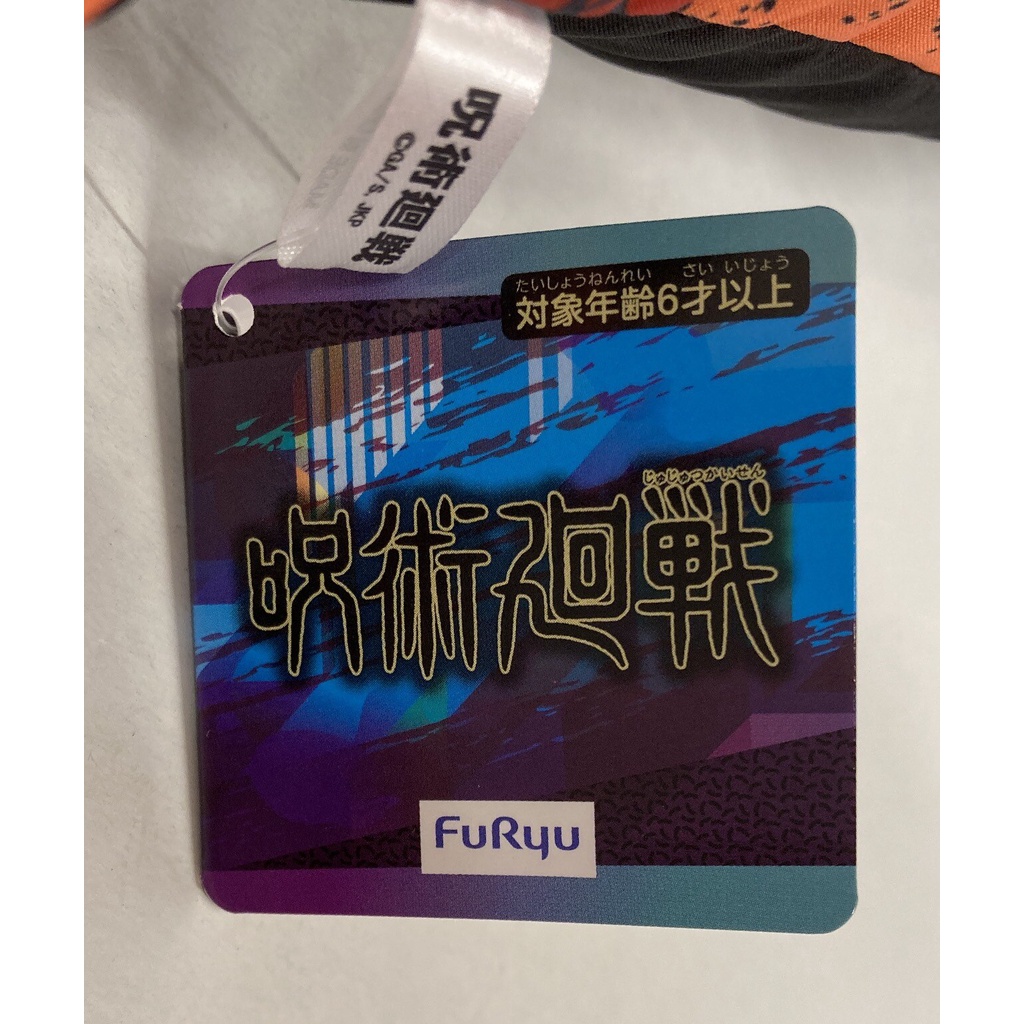 呪術廻戦
©GA/S, JKP
たいしょうねんれい さい いじょう
対象年齢6才以上
じゅじゅつかいせん
呪術廻戦
FuRyu